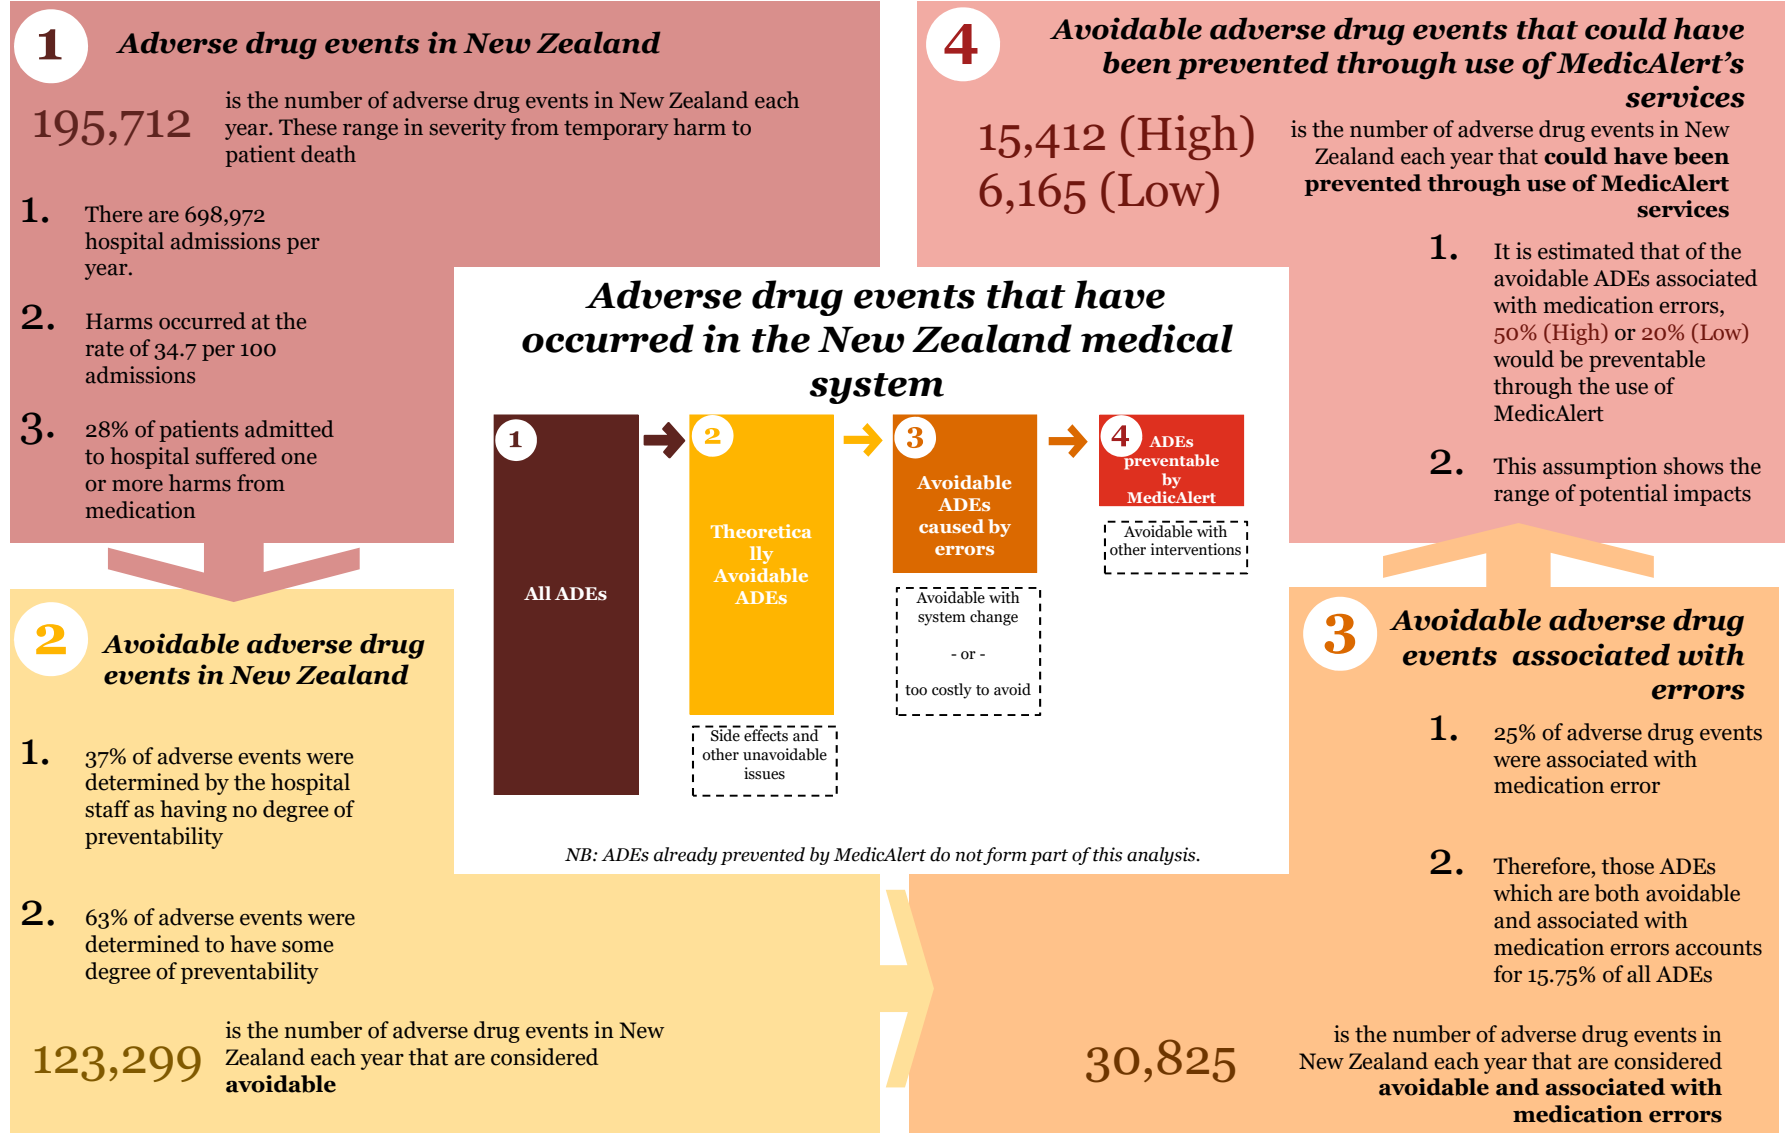 1
Adverse drug events in New Zealand
195,712
is the number of adverse drug events in New Zealand each
year. These range in severity from temporary harm to
patient death
1. There are 698,972
hospital admissions per
year.
2. Harms occurred at the
rate of 34.7 per 100
admissions
3. 28% of patients admitted
to hospital suffered one
or more harms from
medication
2
Avoidable adverse drug
events in New Zealand
1. 37% of adverse events were
determined by the hospital
staff as having no degree of
preventability
2. 63% of adverse events were
determined to have some
degree of preventability
123,299
is the number of adverse drug events in New
Zealand each year that are considered
avoidable
Adverse drug events that have
occurred in the New Zealand medical
system
1
All ADEs
2
Theoretica
lly
Avoidable
ADEs
Side effects and
other unavoidable
issues
3
Avoidable
ADEs
caused by
errors
Avoidable with
system change
- or -
too costly to avoid
4
ADEs
preventable
by
MedicAlert
Avoidable with
other interventions
NB: ADEs already prevented by MedicAlert do not form part of this analysis.
3
Avoidable adverse drug
events associated with
errors
1. 25% of adverse drug events
were associated with
medication error
2. Therefore, those ADEs
which are both avoidable
and associated with
medication errors accounts
for 15.75% of all ADEs
30,825
is the number of adverse drug events in
New Zealand each year that are considered
avoidable and associated with
medication errors
4
Avoidable adverse drug events that could have
been prevented through use of MedicAlert’s
services
15,412 (High)
6,165 (Low)
is the number of adverse drug events in New
Zealand each year that could have been
prevented through use of MedicAlert
services
1. It is estimated that of the
avoidable ADEs associated
with medication errors,
50% (High) or 20% (Low)
would be preventable
through the use of
MedicAlert
2. This assumption shows the
range of potential impacts